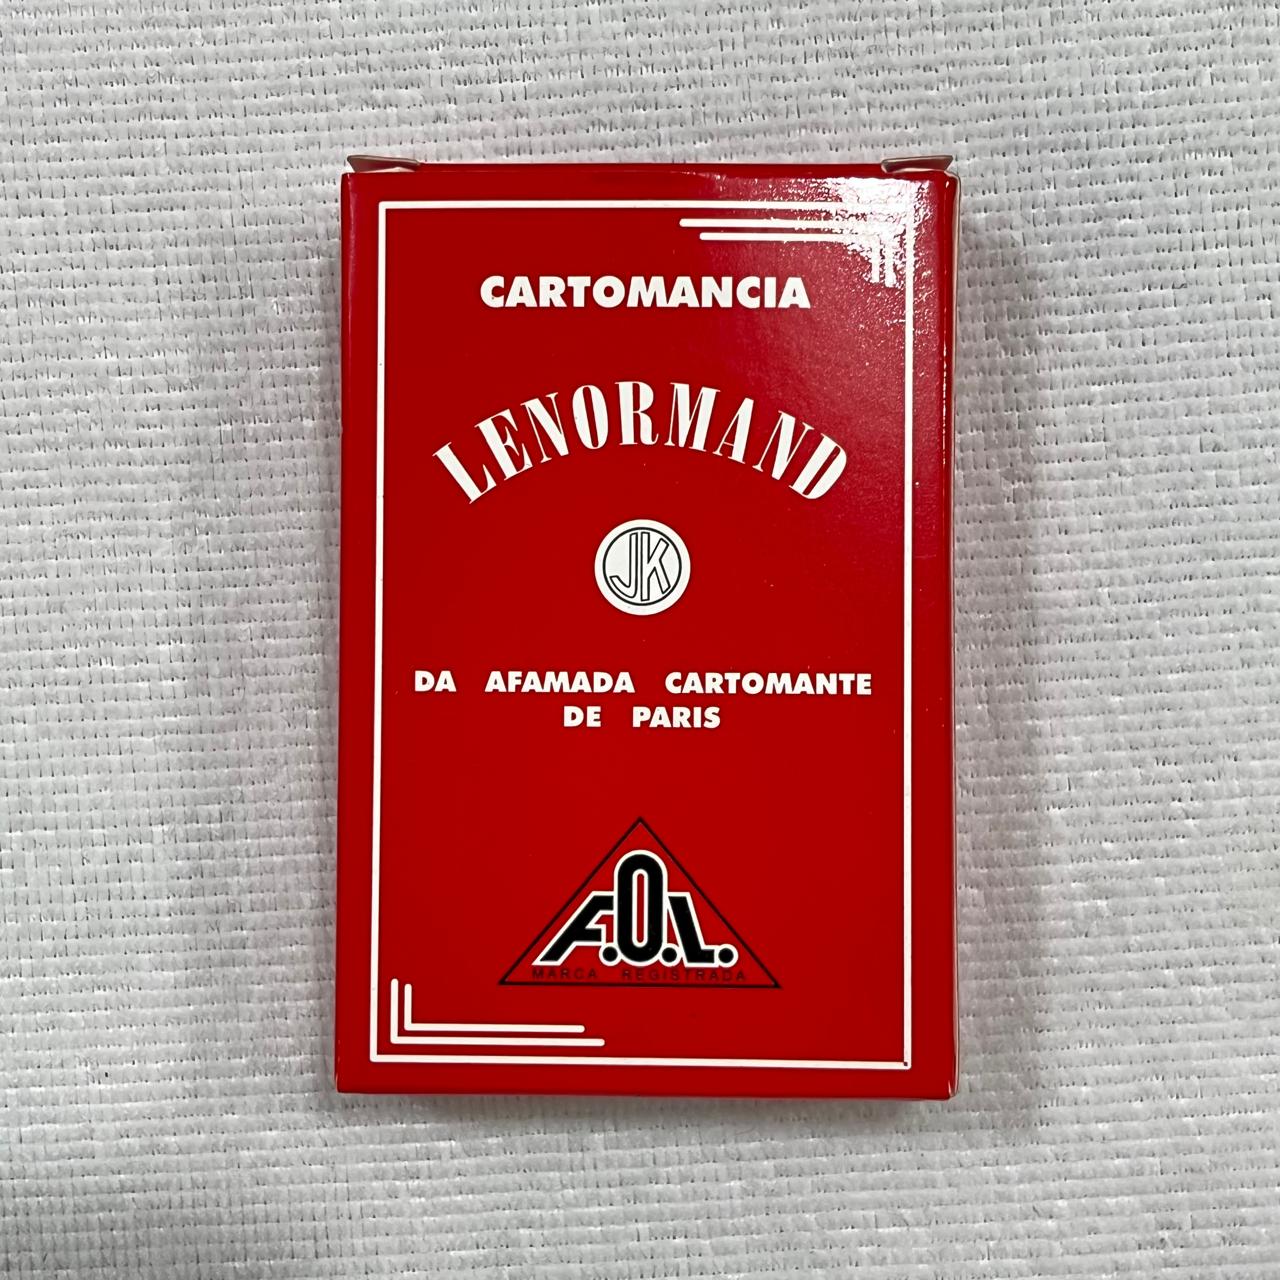 CARTOMANCIA
LENORMAND
JK
DA AFAMADA CARTOMANTE
DE PARIS
F.O.L.
MARCA REGISTRADA